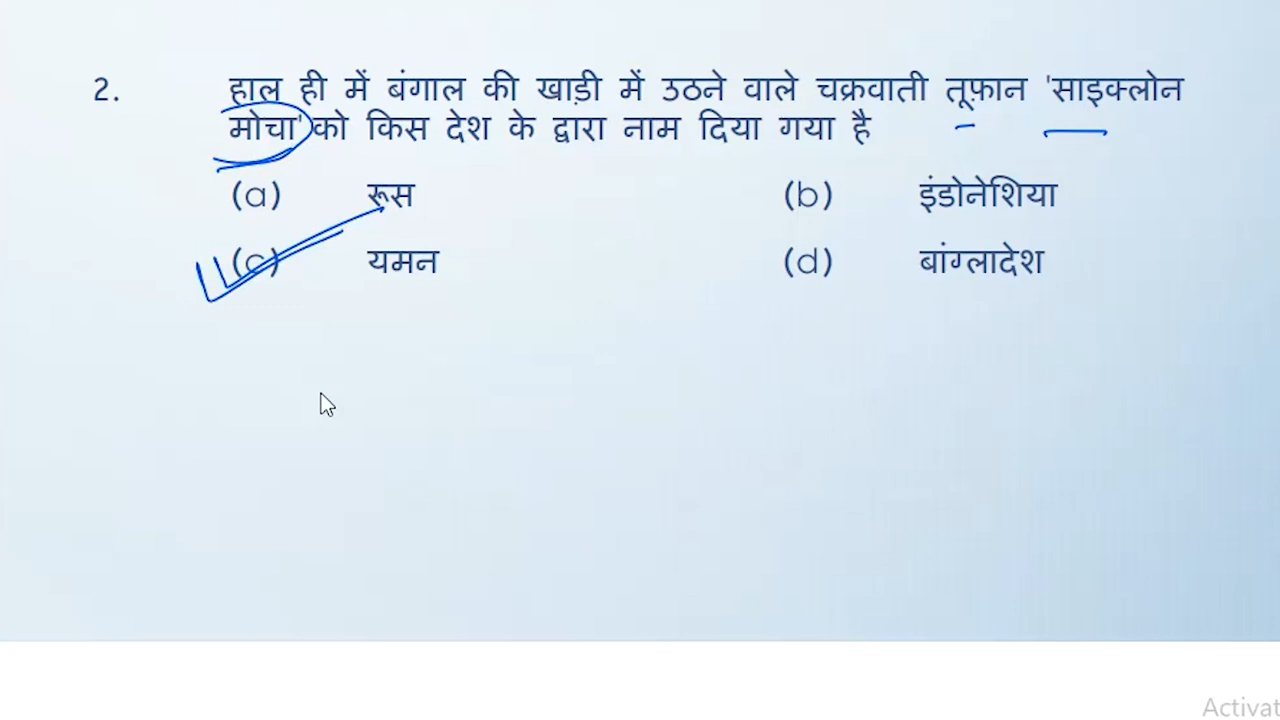 2. हाल ही में बंगाल की खाड़ी में उठने वाले चक्रवाती तूफ़ान 'साइक्लोन
मोचा' को किस देश के द्वारा नाम दिया गया है
(a) रूस (b) इंडोनेशिया
(c) यमन (d) बांग्लादेश
Activat